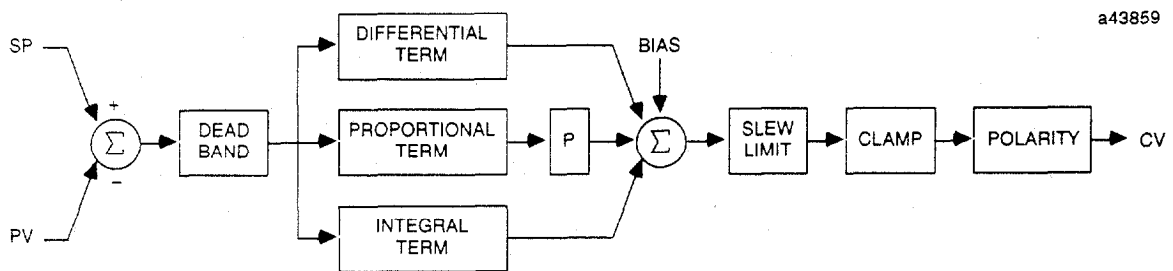 a43859
SP
PV
+
Σ
−
DEAD
BAND
DIFFERENTIAL
TERM
PROPORTIONAL
TERM
P
INTEGRAL
TERM
BIAS
Σ
SLEW
LIMIT
CLAMP
POLARITY
CV